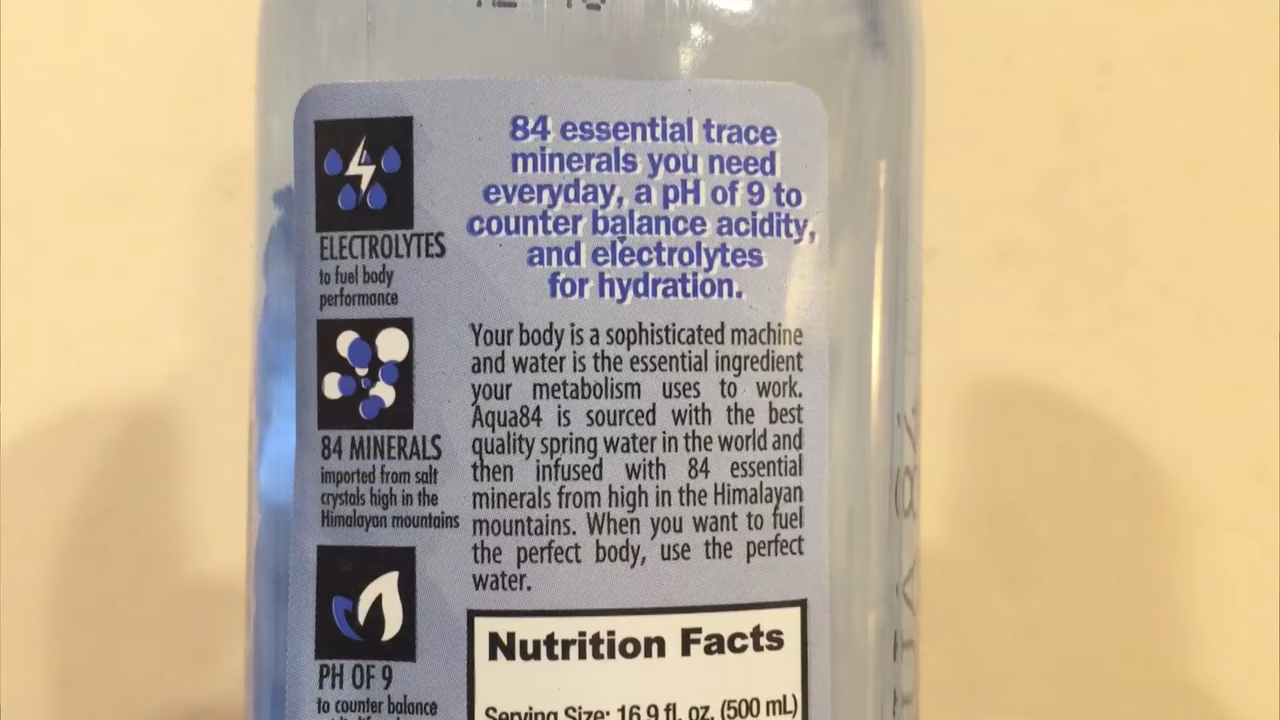 ELECTROLYTES
to fuel body
performance
84 MINERALS
imported from salt
crystals high in the
Himalayan mountains
PH OF 9
to counter balance
84 essential trace
minerals you need
everyday, a pH of 9 to
counter balance acidity,
and electrolytes
for hydration.
Your body is a sophisticated machine
and water is the essential ingredient
your metabolism uses to work.
Aqua84 is sourced with the best
quality spring water in the world and
then infused with 84 essential
minerals from high in the Himalayan
mountains. When you want to fuel
the perfect body, use the perfect
water.
Nutrition Facts
Serving Size: 16.9 fl. oz. (500 mL)